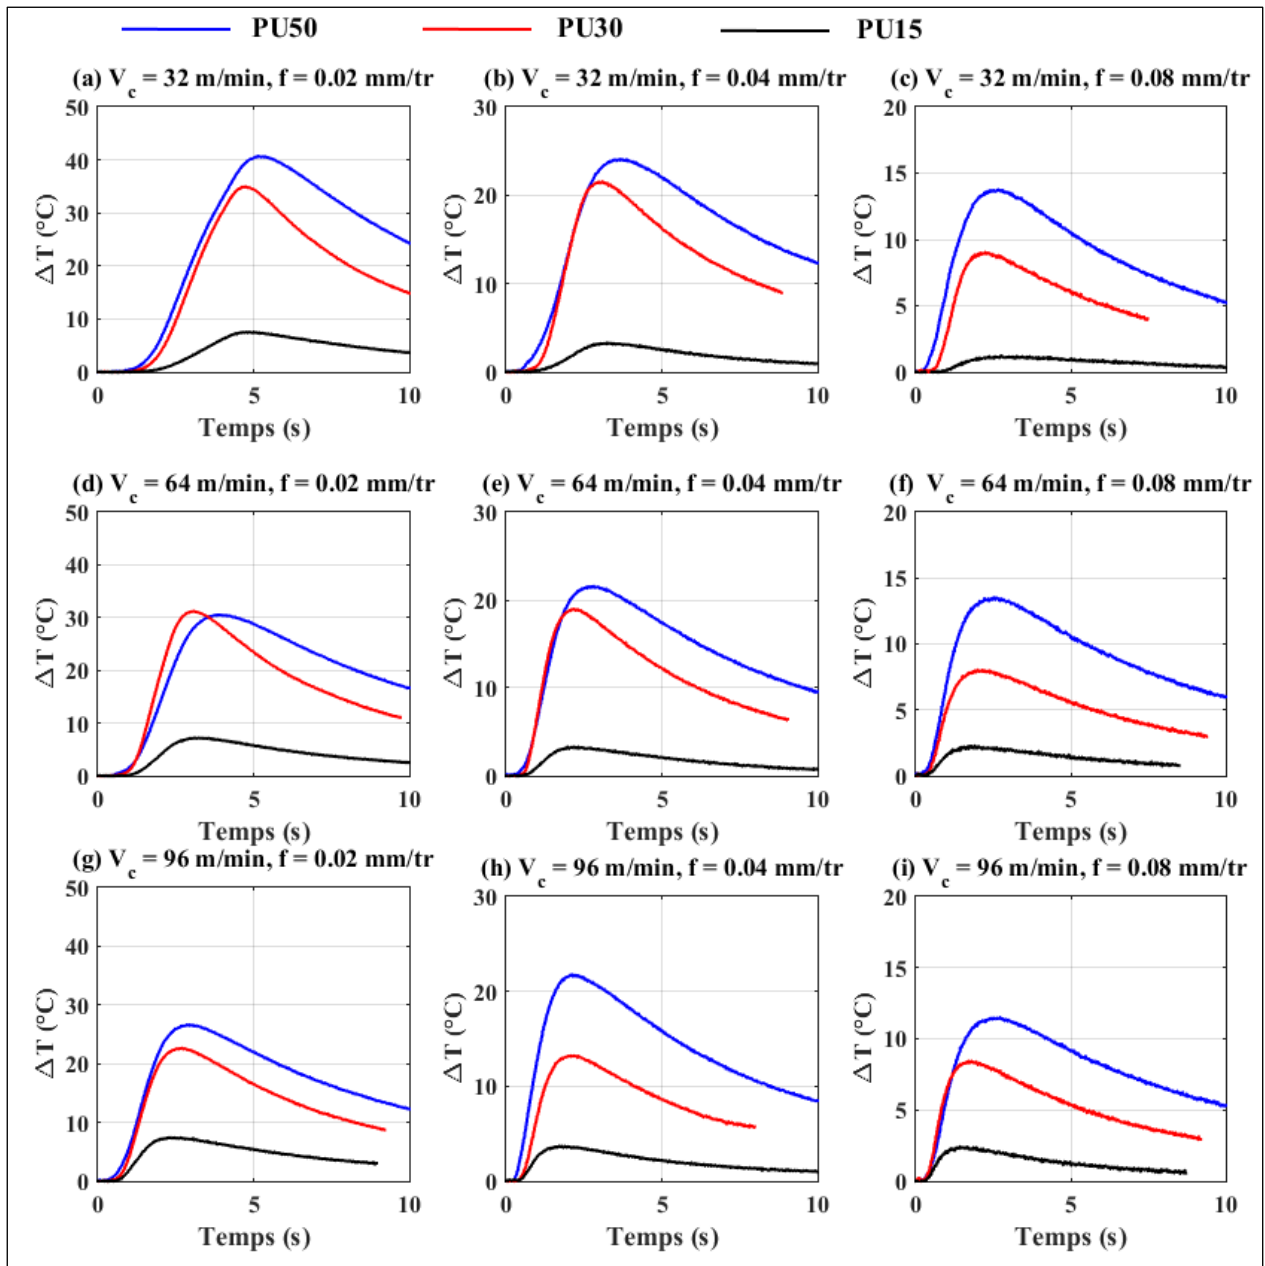 PU50 PU30 PU15
(a) Vc = 32 m/min, f = 0.02 mm/tr
50
40
30
20
10
0
ΔT (°C)
0 5 10
Temps (s)
(b) Vc = 32 m/min, f = 0.04 mm/tr
30
20
10
0
ΔT (°C)
0 5 10
Temps (s)
(c) Vc = 32 m/min, f = 0.08 mm/tr
20
15
10
5
0
ΔT (°C)
0 5 10
Temps (s)
(d) Vc = 64 m/min, f = 0.02 mm/tr
50
40
30
20
10
0
ΔT (°C)
0 5 10
Temps (s)
(e) Vc = 64 m/min, f = 0.04 mm/tr
30
20
10
0
ΔT (°C)
0 5 10
Temps (s)
(f) Vc = 64 m/min, f = 0.08 mm/tr
20
15
10
5
0
ΔT (°C)
0 5 10
Temps (s)
(g) Vc = 96 m/min, f = 0.02 mm/tr
50
40
30
20
10
0
ΔT (°C)
0 5 10
Temps (s)
(h) Vc = 96 m/min, f = 0.04 mm/tr
30
20
10
0
ΔT (°C)
0 5 10
Temps (s)
(i) Vc = 96 m/min, f = 0.08 mm/tr
20
15
10
5
0
ΔT (°C)
0 5 10
Temps (s)